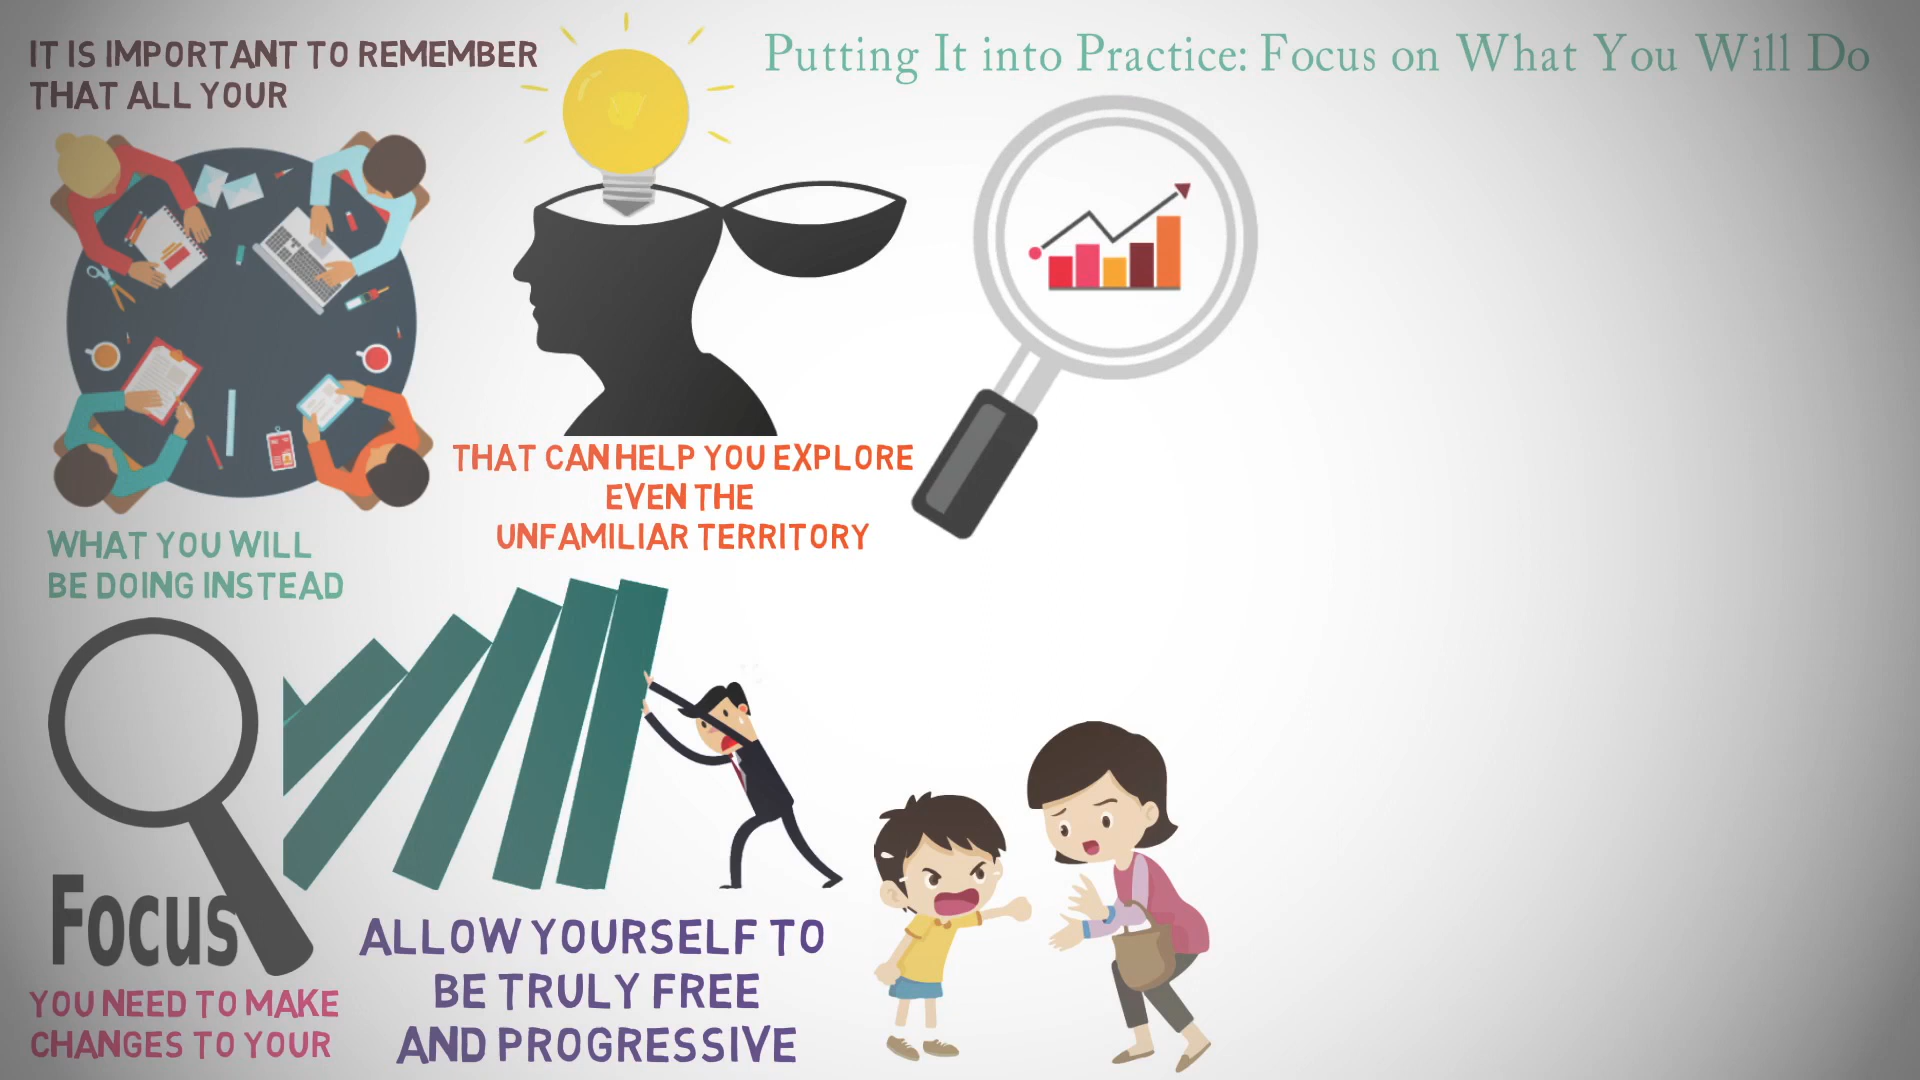 Putting It into Practice: Focus on What You Will Do
IT IS IMPORTANT TO REMEMBER
THAT ALL YOUR
THAT CAN HELP YOU EXPLORE
EVEN THE
UNFAMILIAR TERRITORY
WHAT YOU WILL
BE DOING INSTEAD
Focus
YOU NEED TO MAKE
CHANGES TO YOUR
ALLOW YOURSELF TO
BE TRULY FREE
AND PROGRESSIVE